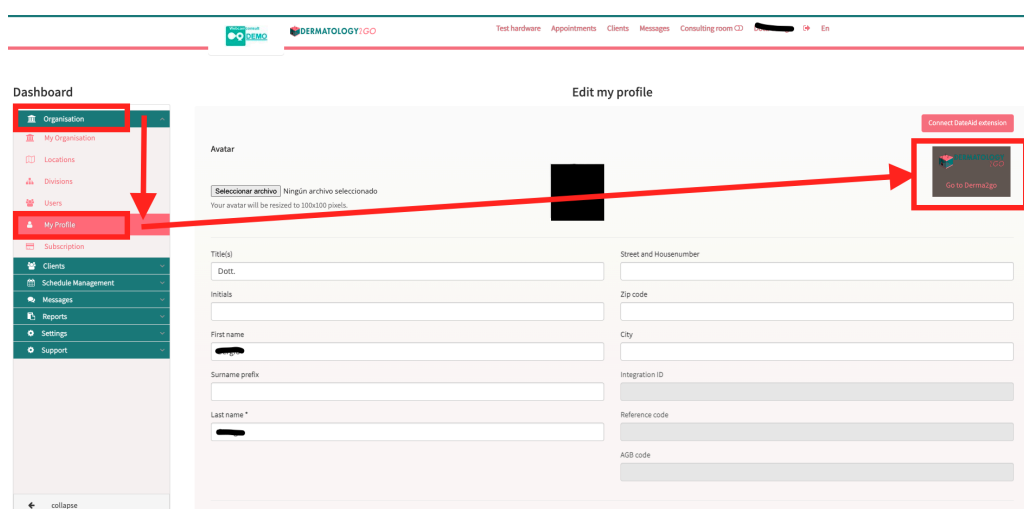 DEMO
DERMATOLOGY2GO
Test hardware Appointments Clients Messages Consulting room En
Dashboard
Edit my profile
Organisation
My Organisation
Locations
Divisions
Users
My Profile
Subscription
Clients
Schedule Management
Messages
Reports
Settings
Support
collapse
Connect DateAid extension
DERMATOLOGY
2GO
Go to Derma2go
Avatar
Seleccionar archivo Ningún archivo seleccionado
Your avatar will be resized to 100x100 pixels.
Title(s)
Dott.
Initials
First name
Surname prefix
Last name *
Street and Housenumber
Zip code
City
Integration ID
Reference code
AGB code